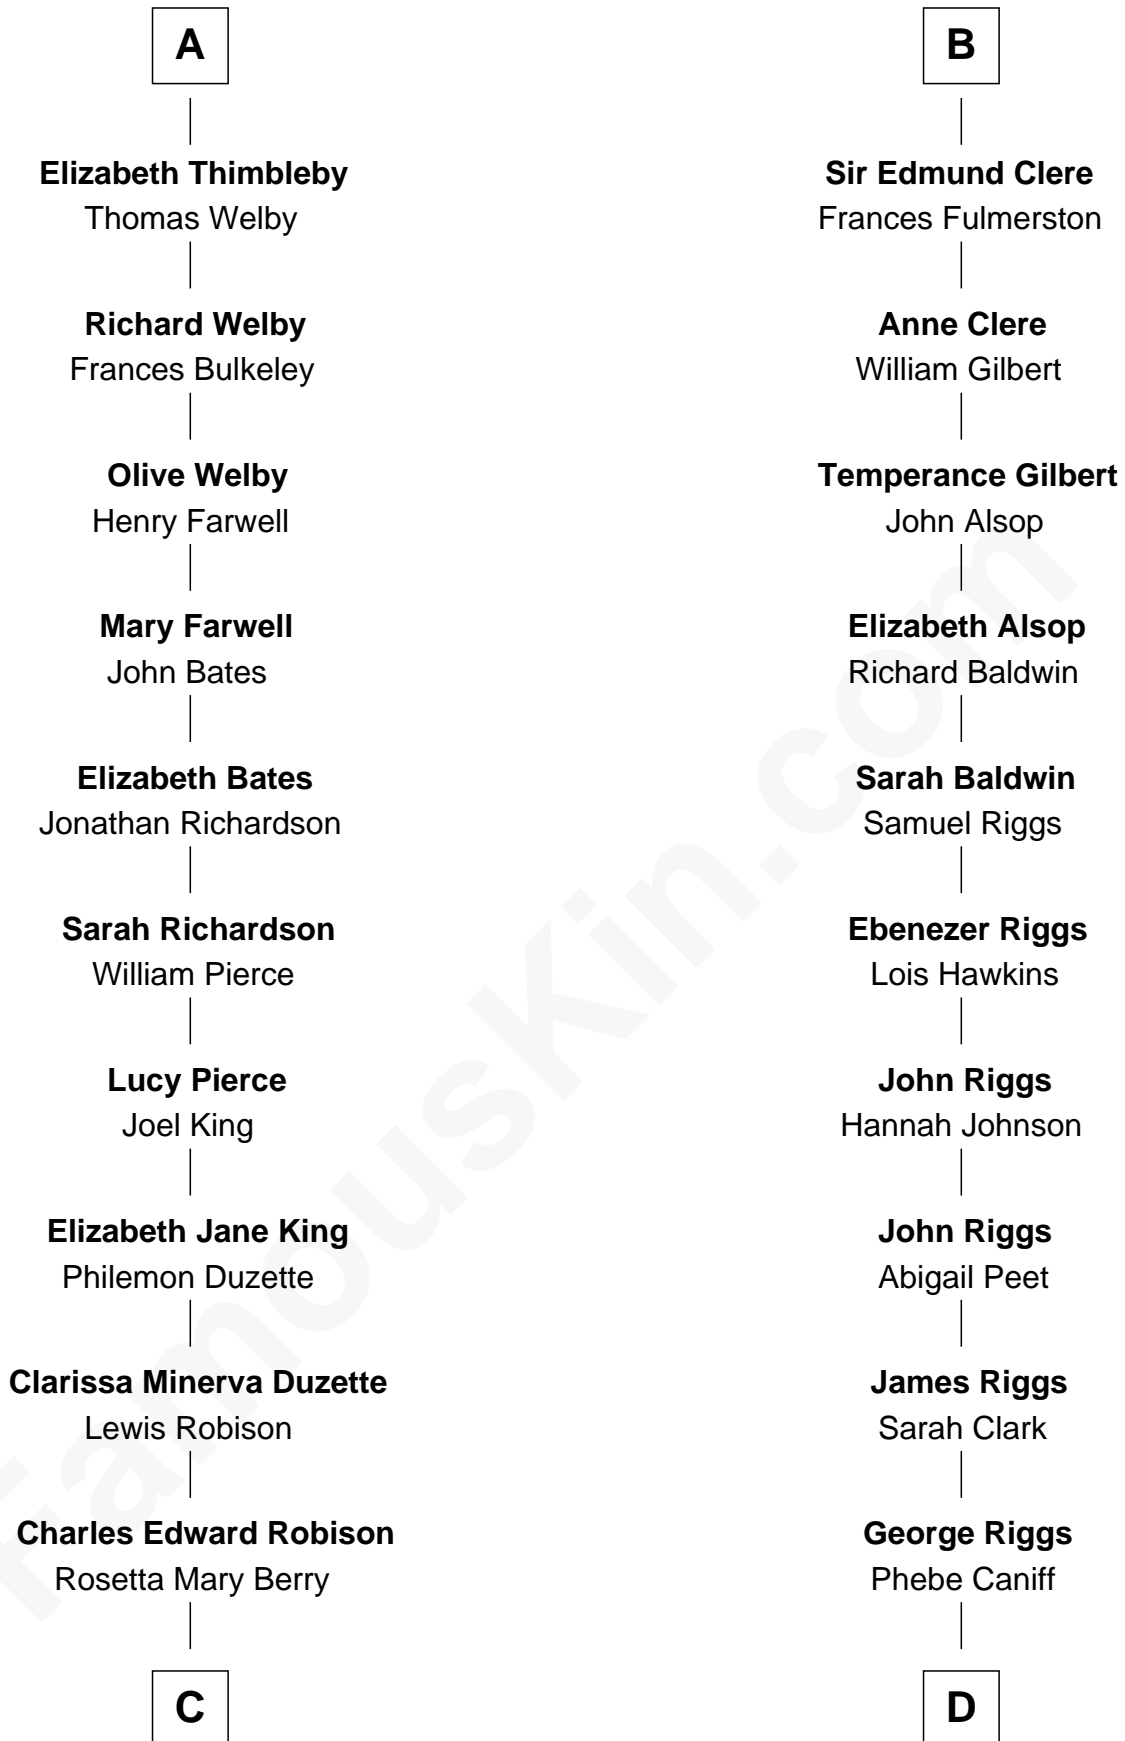 A
Elizabeth Thimbleby
Thomas Welby
Richard Welby
Frances Bulkeley
Olive Welby
Henry Farwell
Mary Farwell
John Bates
Elizabeth Bates
Jonathan Richardson
Sarah Richardson
William Pierce
Lucy Pierce
Joel King
Elizabeth Jane King
Philemon Duzette
Clarissa Minerva Duzette
Lewis Robison
Charles Edward Robison
Rosetta Mary Berry
C
B
Sir Edmund Clere
Frances Fulmerston
Anne Clere
William Gilbert
Temperance Gilbert
John Alsop
Elizabeth Alsop
Richard Baldwin
Sarah Baldwin
Samuel Riggs
Ebenezer Riggs
Lois Hawkins
John Riggs
Hannah Johnson
John Riggs
Abigail Peet
James Riggs
Sarah Clark
George Riggs
Phebe Caniff
D
FamousKin.com